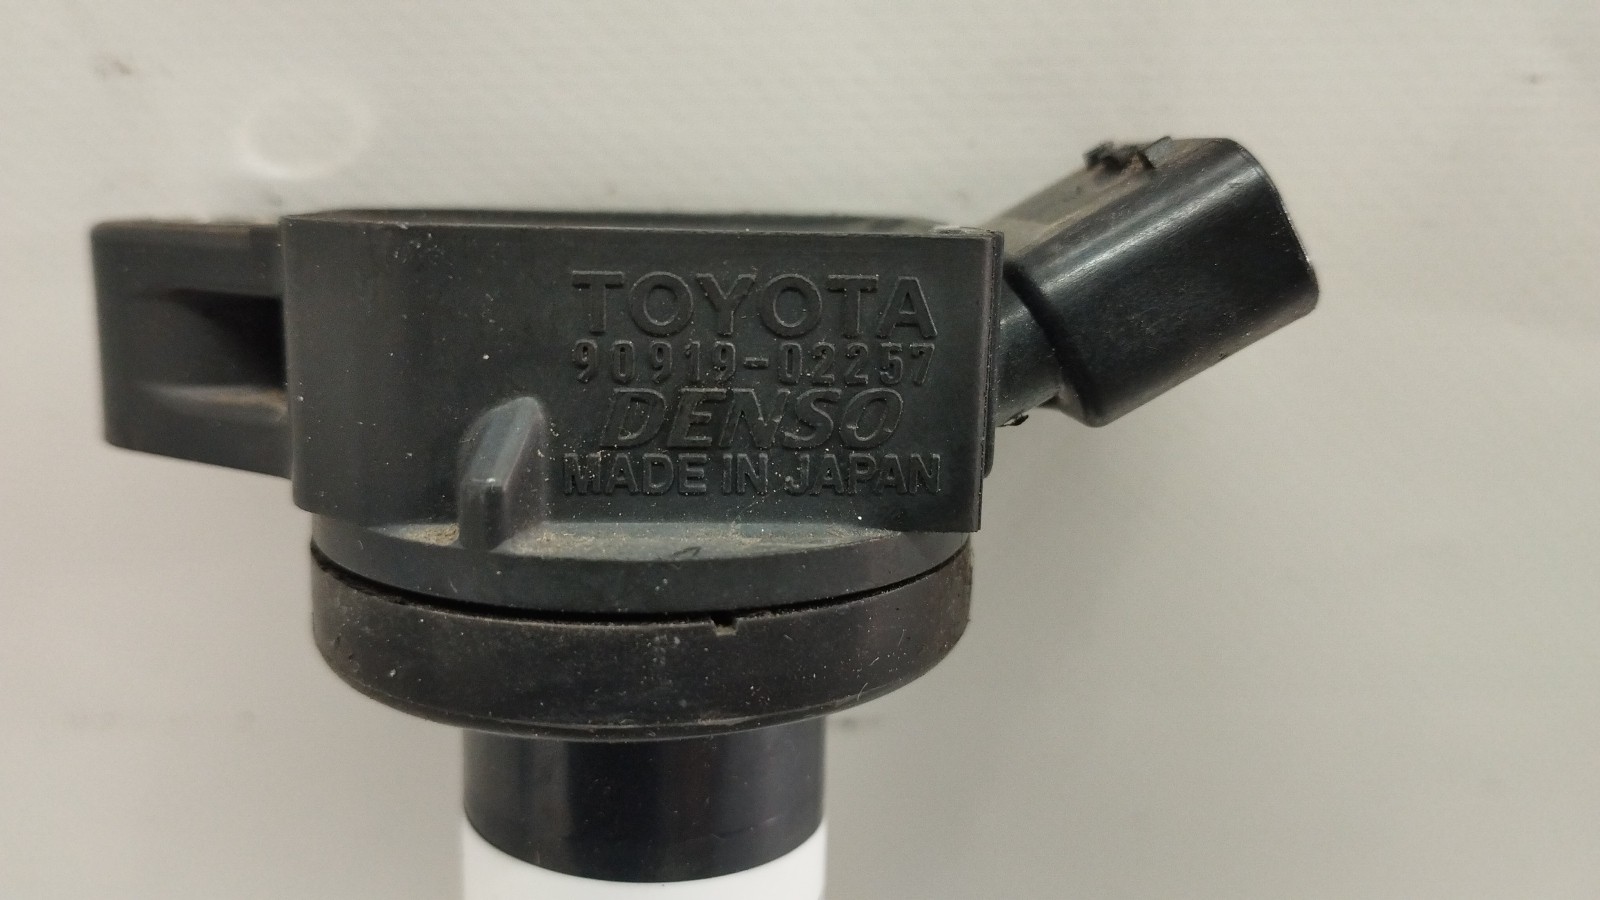 TOYOTA
90919-02257
DENSO
MADE IN JAPAN